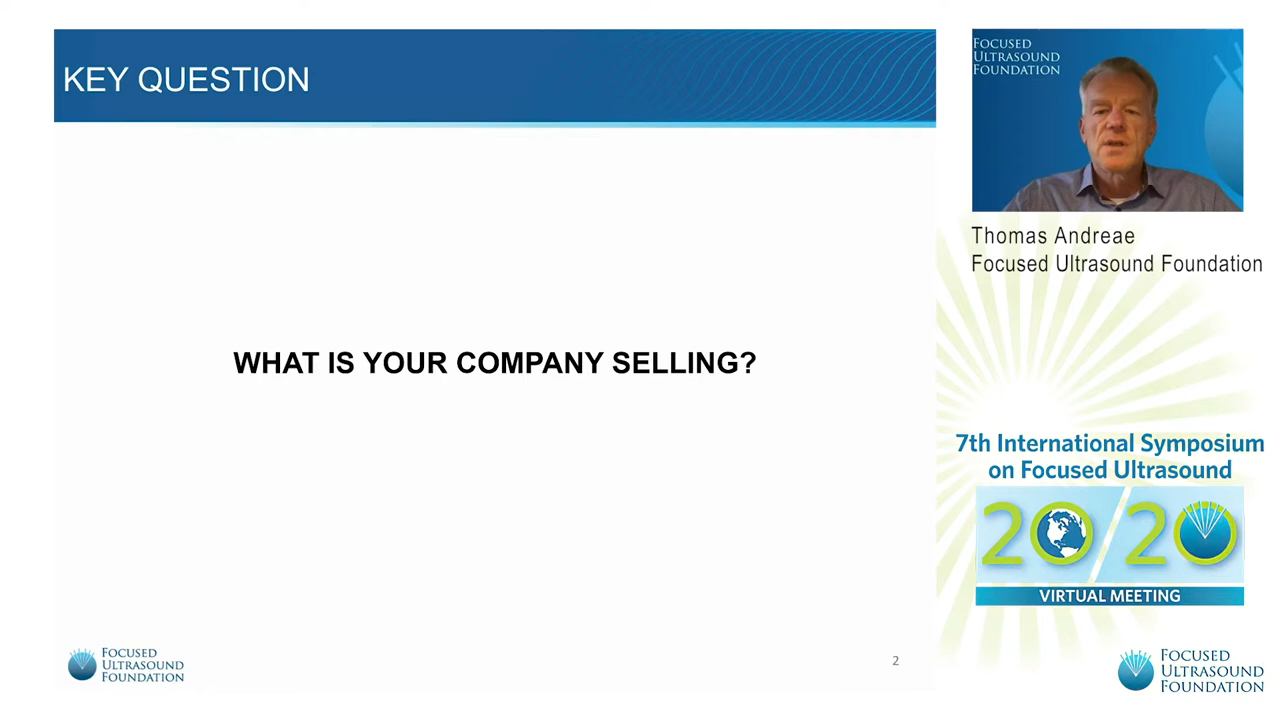 KEY QUESTION
WHAT IS YOUR COMPANY SELLING?
FOCUSED
ULTRASOUND
FOUNDATION
2
FOCUSED
ULTRASOUND
FOUNDATION
Thomas Andreae
Focused Ultrasound Foundation
7th International Symposium
on Focused Ultrasound
20/20
VIRTUAL MEETING
FOCUSED
ULTRASOUND
FOUNDATION